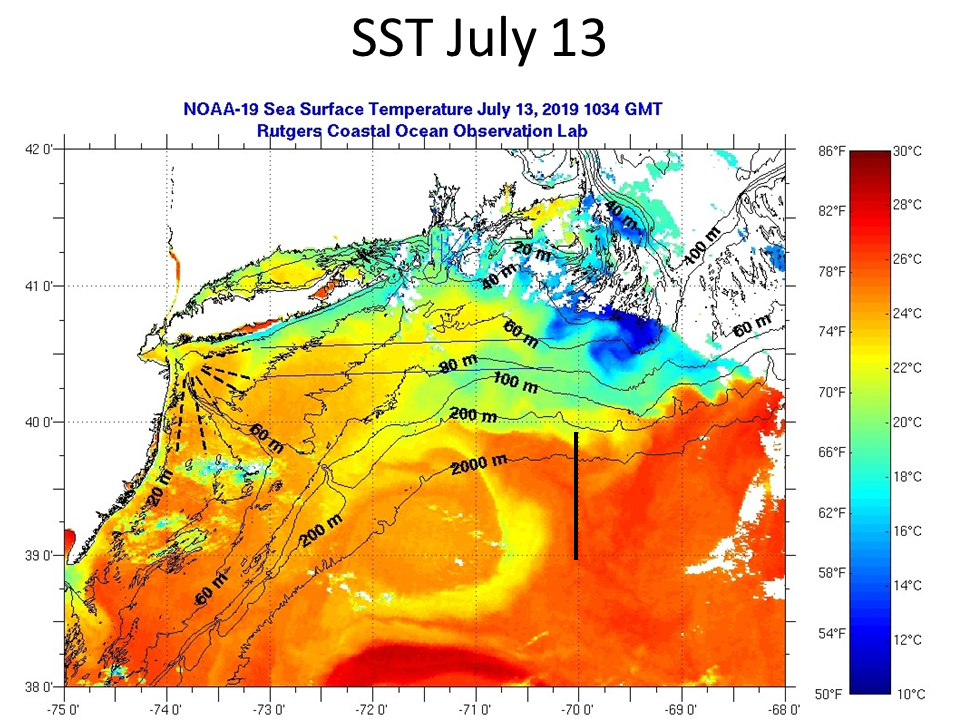 SST July 13
NOAA-19 Sea Surface Temperature July 13, 2019 1034 GMT
Rutgers Coastal Ocean Observation Lab
42 0'
41 0'
40 0'
39 0'
38 0'
-75 0'
-74 0'
-73 0'
-72 0'
-71 0'
-70 0'
-69 0'
-68 0'
40 m
20 m
40 m
100 m
60 m
60 m
80 m
100 m
200 m
60 m
2000 m
20 m
200 m
60 m
86°F
82°F
78°F
74°F
70°F
66°F
62°F
58°F
54°F
50°F
30°C
28°C
26°C
24°C
22°C
20°C
18°C
16°C
14°C
12°C
10°C